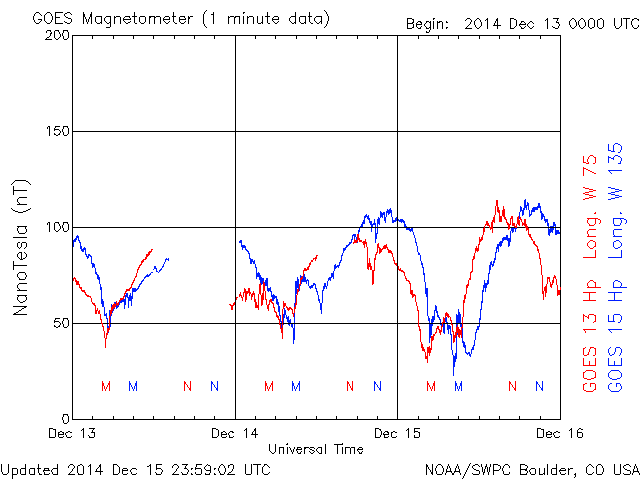 GOES Magnetometer (1 minute data)
Begin: 2014 Dec 13 0000 UTC
200
150
100
50
0
NanoTesla (nT)
M M N N M M N N M M N N
Dec 13 Dec 14 Dec 15 Dec 16
Universal Time
GOES 13 Hp Long. W 75
GOES 15 Hp Long. W 135
Updated 2014 Dec 15 23:59:02 UTC
NOAA/SWPC Boulder, CO USA